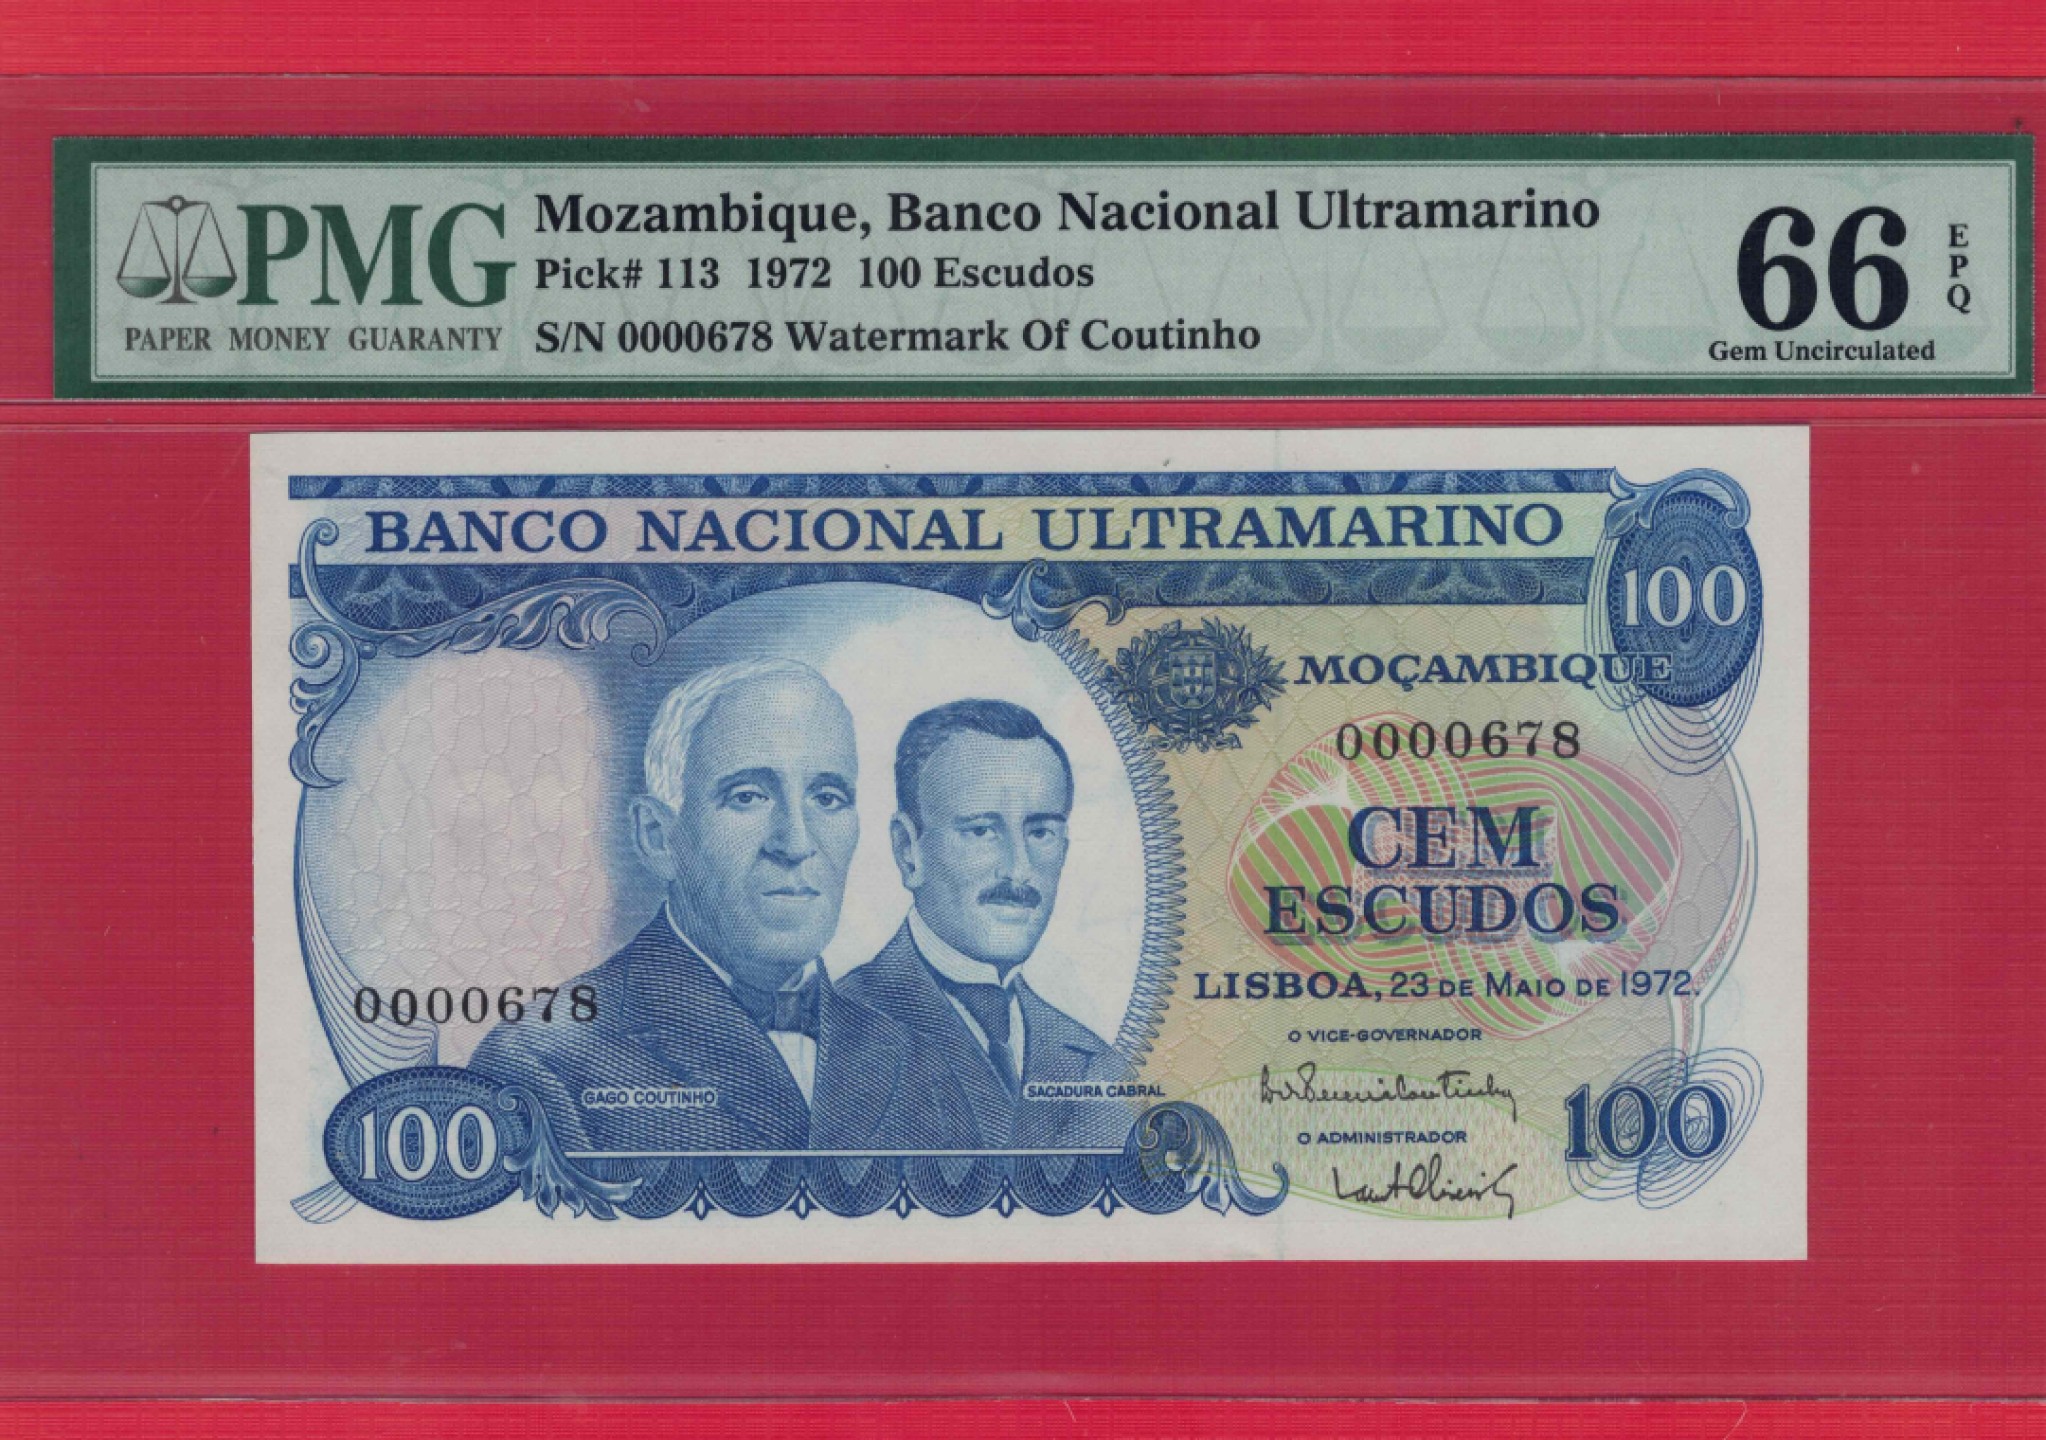 PMG
PAPER MONEY GUARANTY
Mozambique, Banco Nacional Ultramarino
Pick# 113 1972 100 Escudos
S/N 0000678 Watermark Of Coutinho
66
EPQ
Gem Uncirculated
BANCO NACIONAL ULTRAMARINO
100
MOÇAMBIQUE
0000678
CEM
ESCUDOS
LISBOA, 23 DE MAIO DE 1972.
0000678
O VICE-GOVERNADOR
GAGO COUTINHO
SACADURA CABRAL
O ADMINISTRADOR
100
100